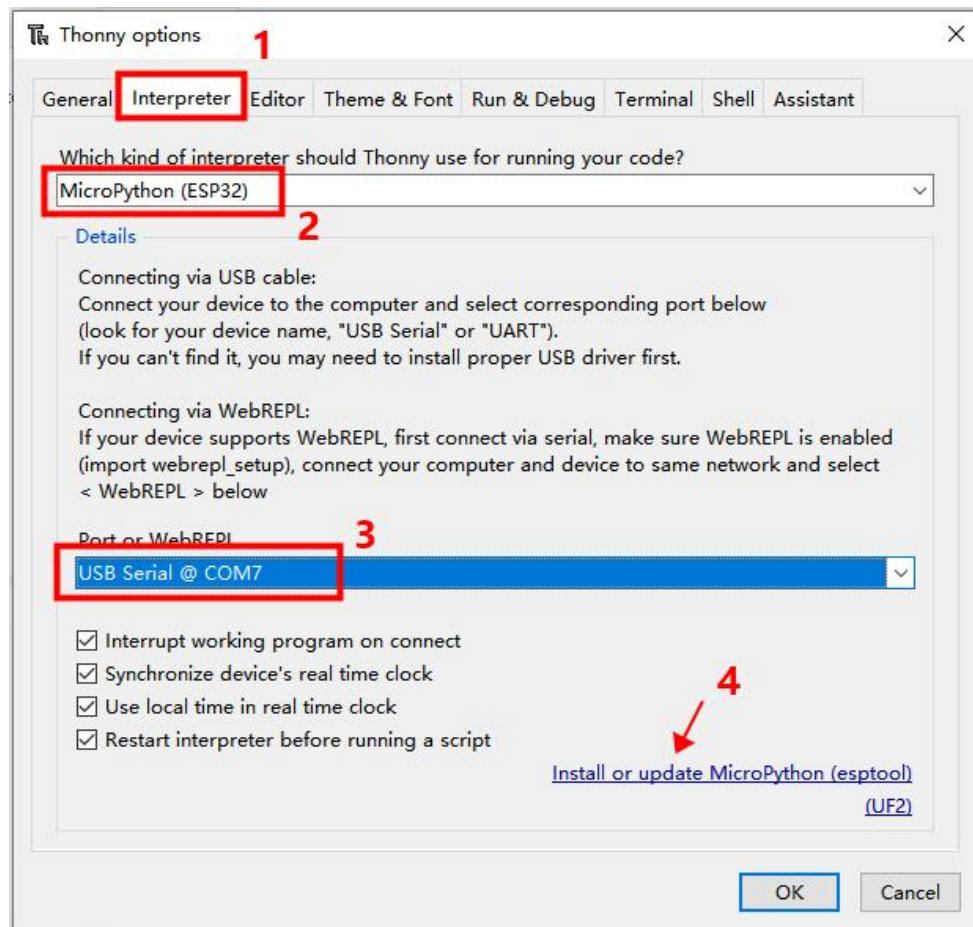 Thonny options
1
General Interpreter Editor Theme & Font Run & Debug Terminal Shell Assistant
Which kind of interpreter should Thonny use for running your code?
MicroPython (ESP32)
2
Details
Connecting via USB cable:
Connect your device to the computer and select corresponding port below
(look for your device name, "USB Serial" or "UART").
If you can't find it, you may need to install proper USB driver first.
Connecting via WebREPL:
If your device supports WebREPL, first connect via serial, make sure WebREPL is enabled
(import webrepl_setup), connect your computer and device to same network and select
< WebREPL > below
Port or WebREPL
3
USB Serial @ COM7
Interrupt working program on connect
Synchronize device's real time clock
Use local time in real time clock
Restart interpreter before running a script
4
Install or update MicroPython (esptool)
(UF2)
OK Cancel